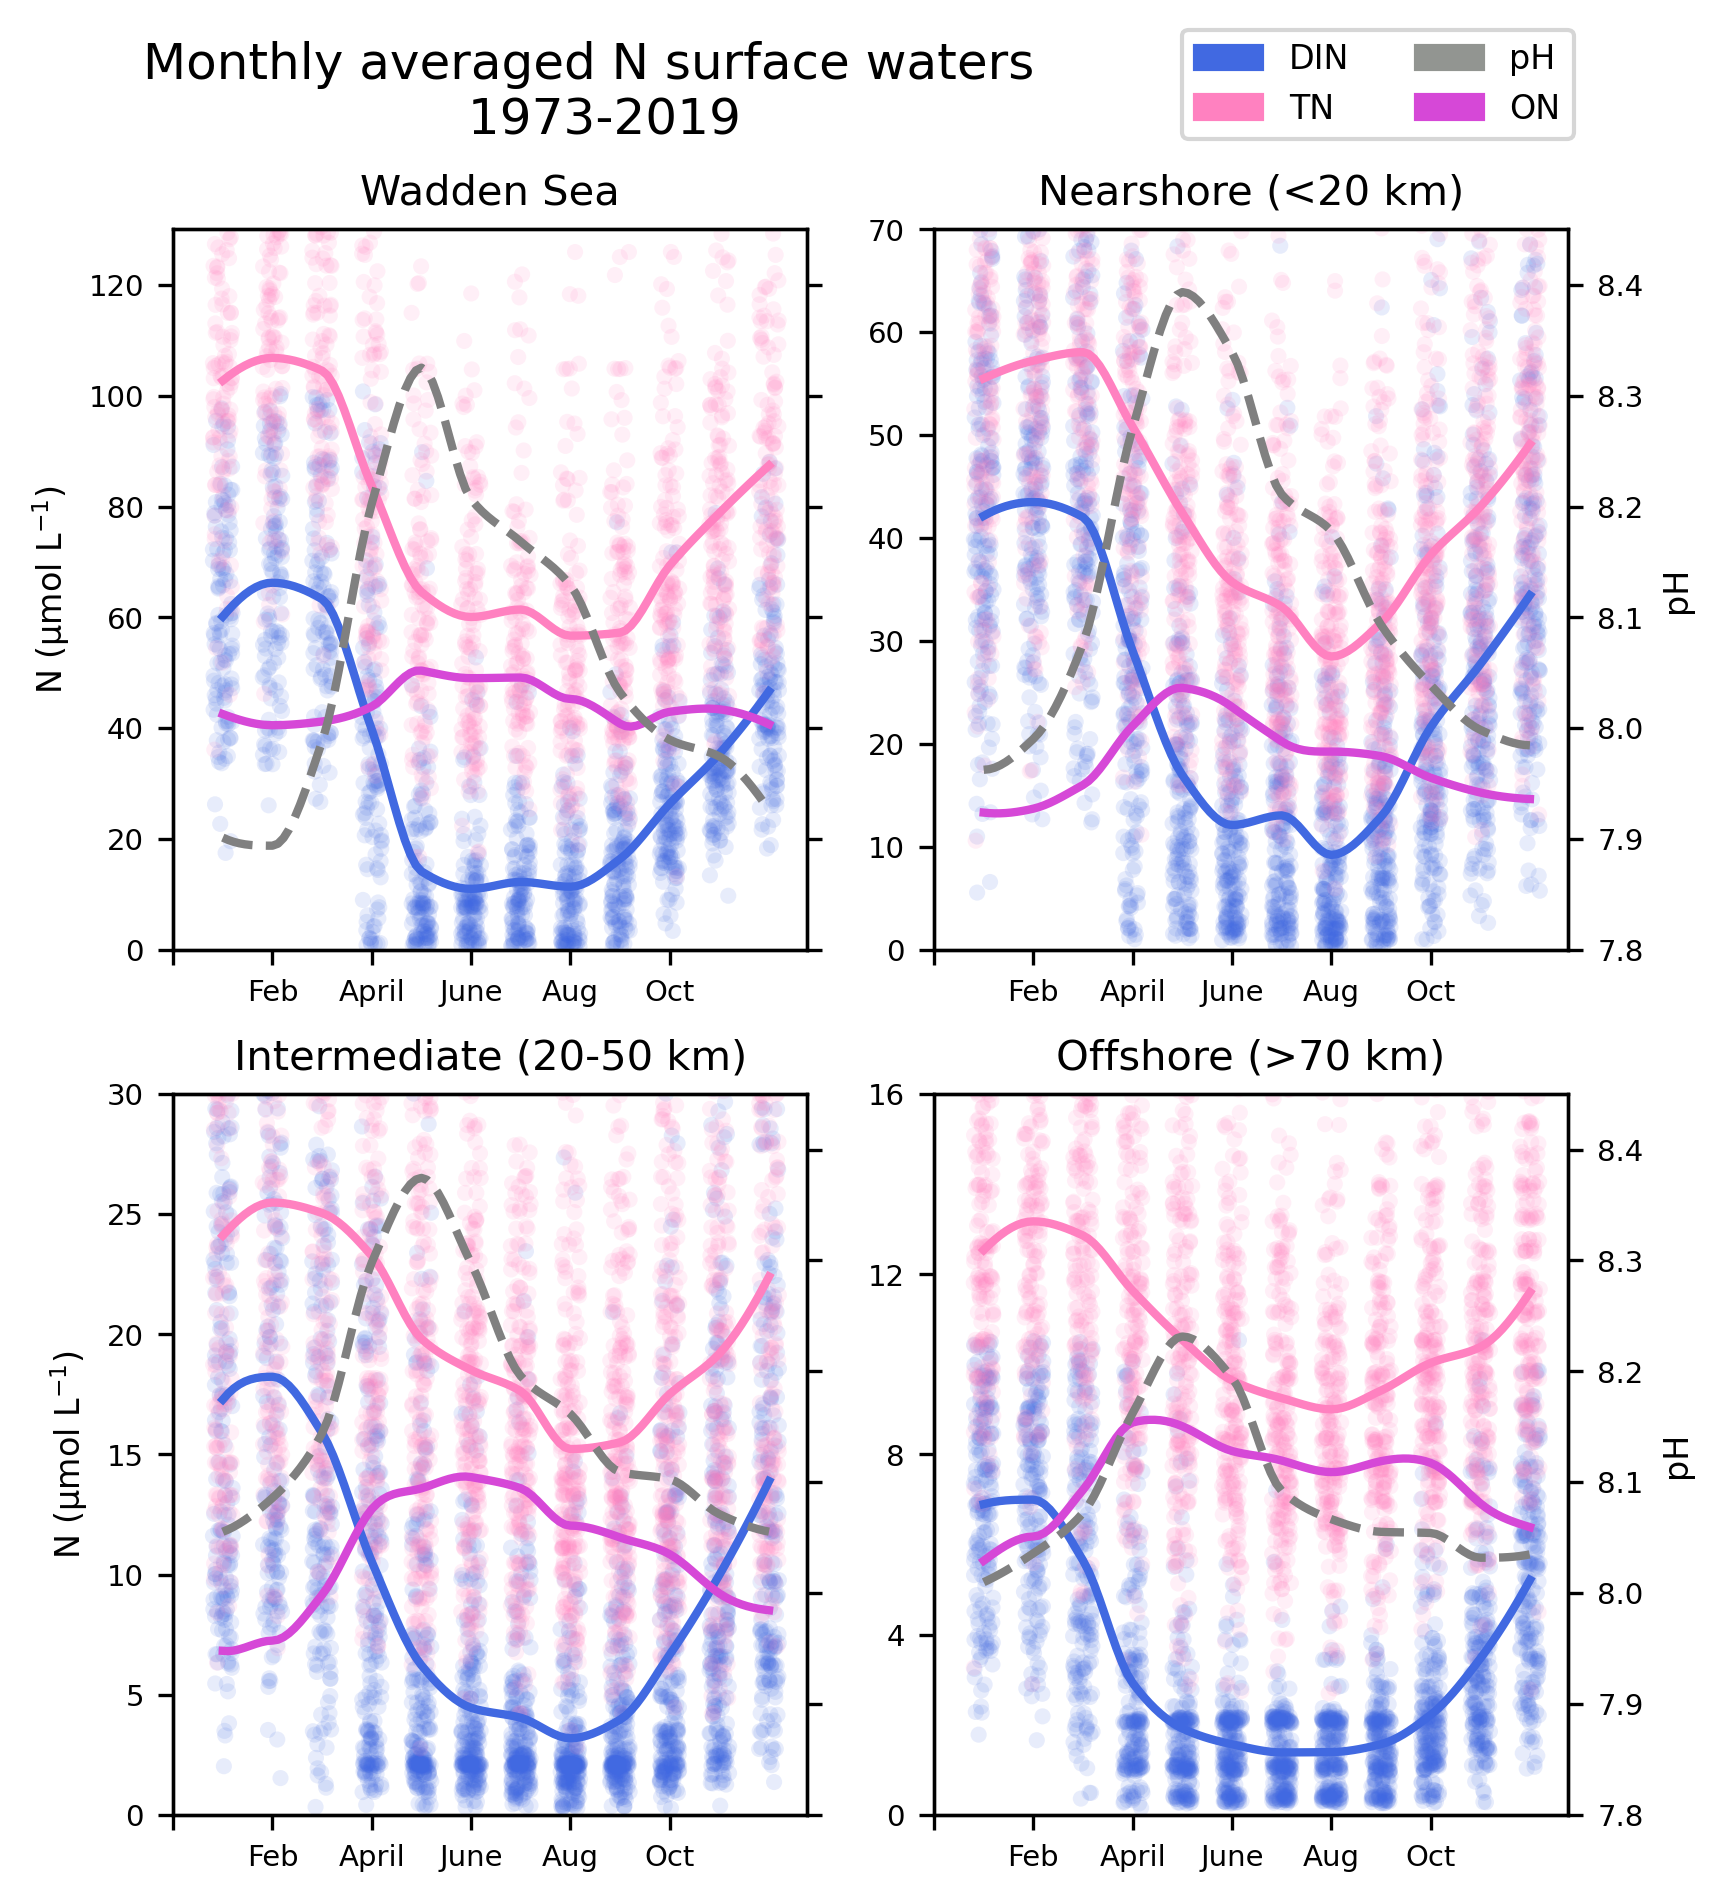 Monthly averaged N surface waters
1973-2019
DIN
TN
pH
ON
Wadden Sea
120
100
80
60
40
20
0
N (µmol L⁻¹)
Feb April June Aug Oct
Nearshore (<20 km)
70
60
50
40
30
20
10
0
8.4
8.3
8.2
8.1
8.0
7.9
7.8
pH
Feb April June Aug Oct
Intermediate (20-50 km)
30
25
20
15
10
5
0
N (µmol L⁻¹)
Feb April June Aug Oct
Offshore (>70 km)
16
12
8
4
0
8.4
8.3
8.2
8.1
8.0
7.9
7.8
pH
Feb April June Aug Oct